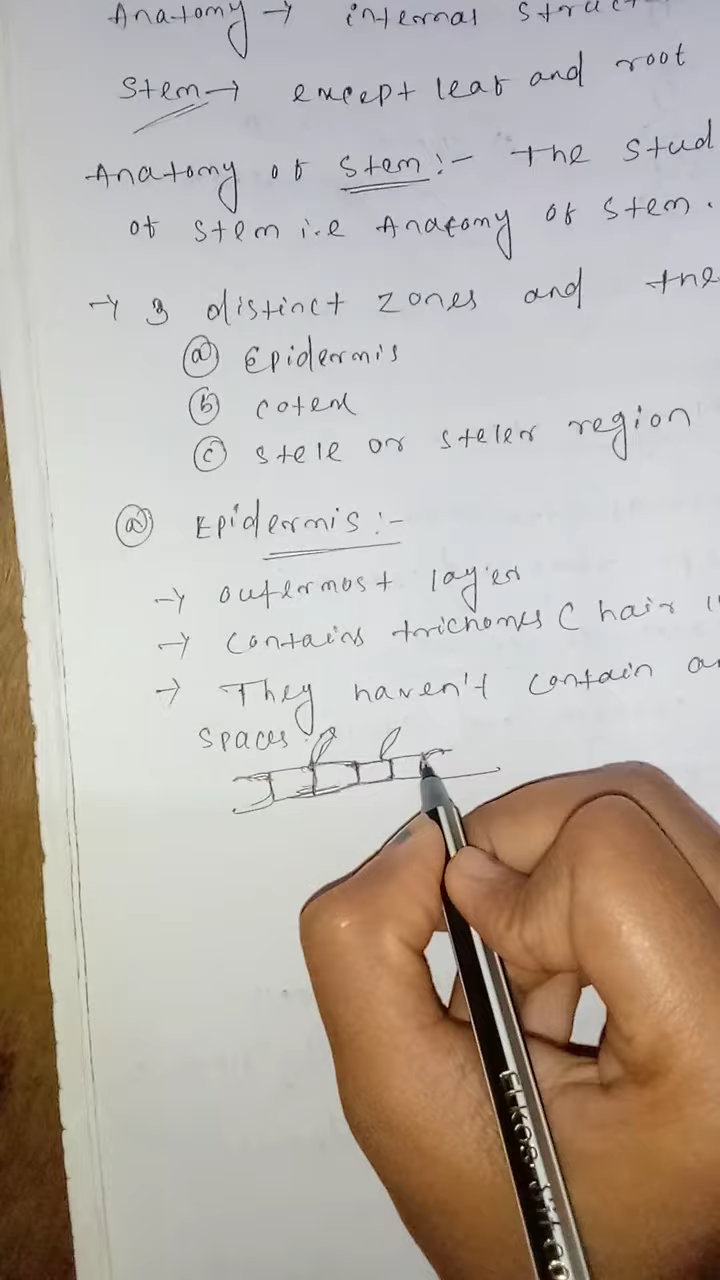 Anatomy → internal struct
Stem → except leaf and root
Anatomy of Stem :- The stud
of stem i.e Anatomy of stem.
→ 3 distinct zones and the
(a) Epidermis
(b) cotex
(c) stele or steler region
(a) Epidermis :-
→ outermost layer
→ contains trichomes ( hair
→ They haven't contain
spaces